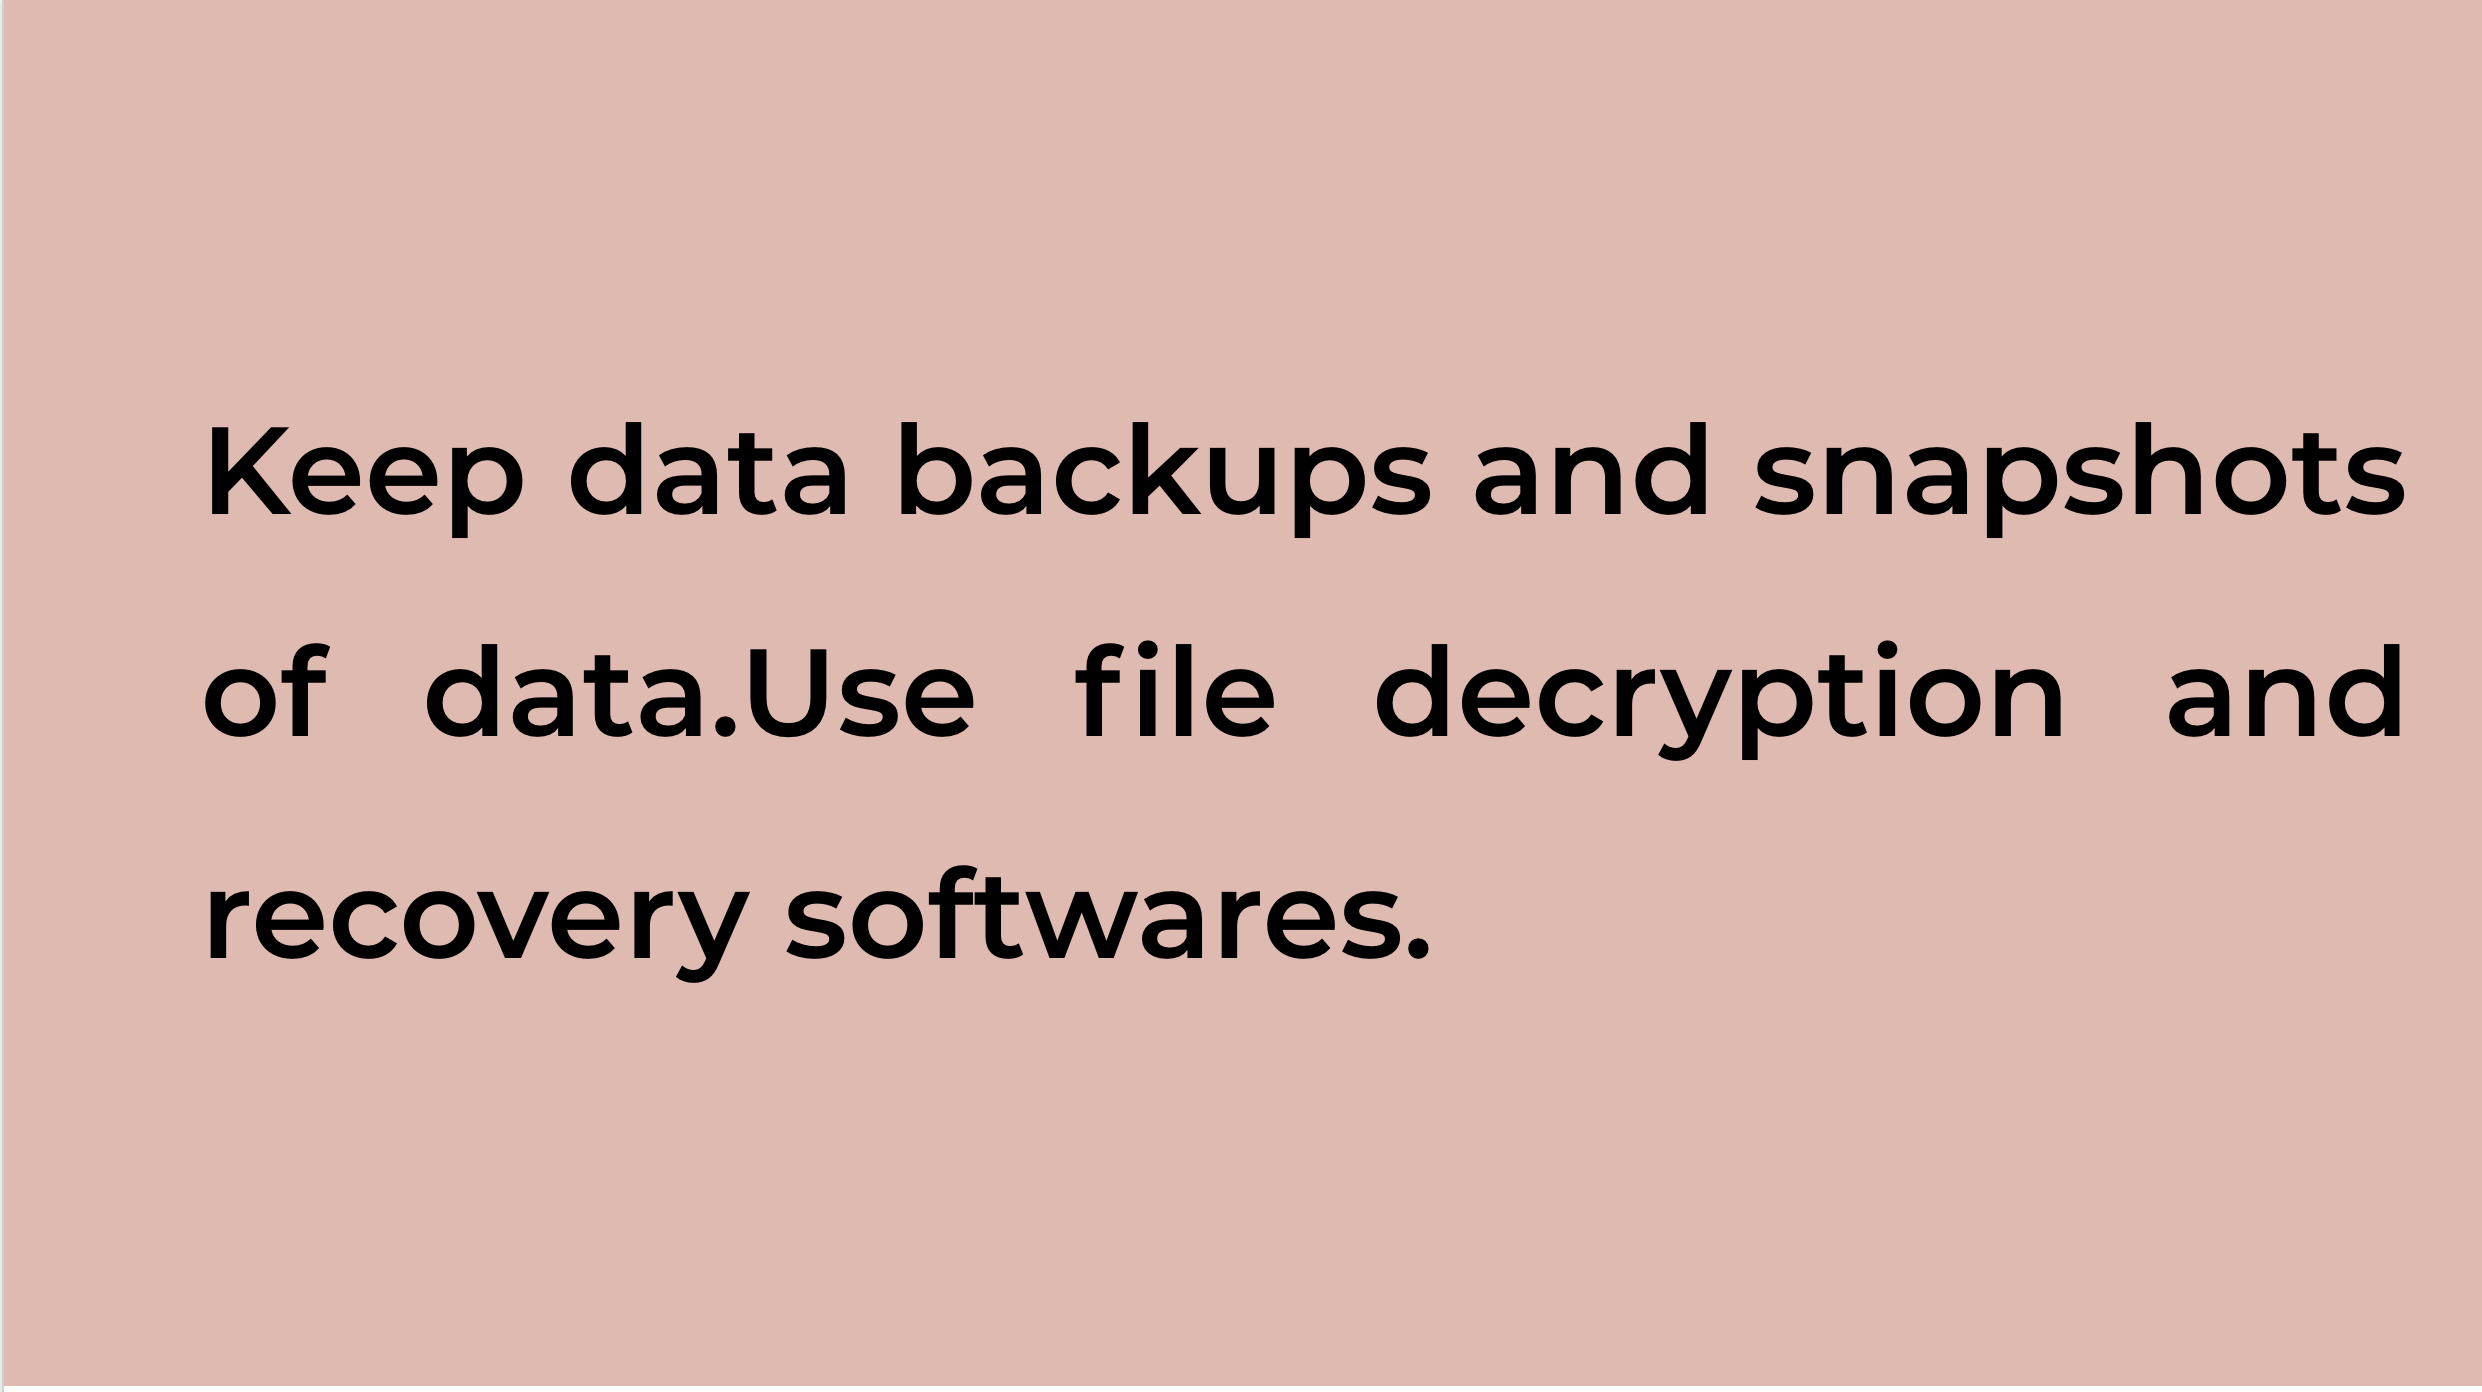 Keep data backups and snapshots
of data.Use file decryption and
recovery softwares.